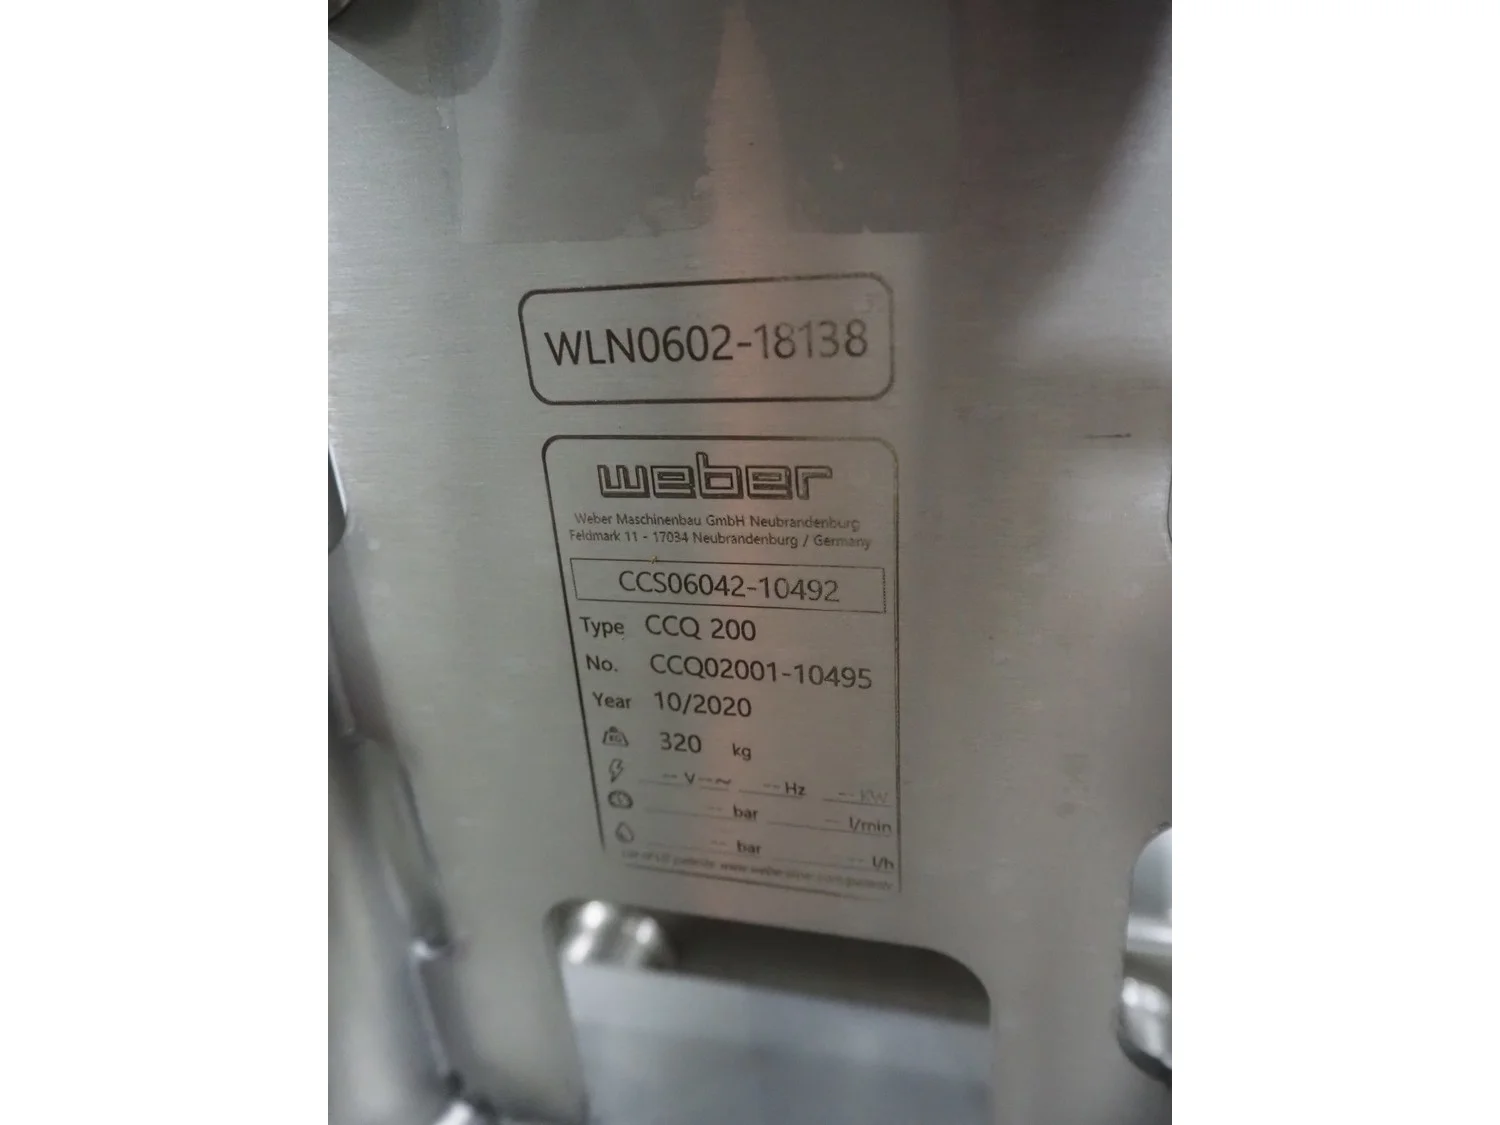 WLN0602-18138
weber
Weber Maschinenbau GmbH Neubrandenburg
Feldmark 11 - 17034 Neubrandenburg / Germany
CCS06042-10492
Type CCQ 200
No. CCQ02001-10495
Year 10/2020
KG 320 kg
-- V -- ~ -- Hz -- kW
-- bar -- l/min
-- bar -- l/h